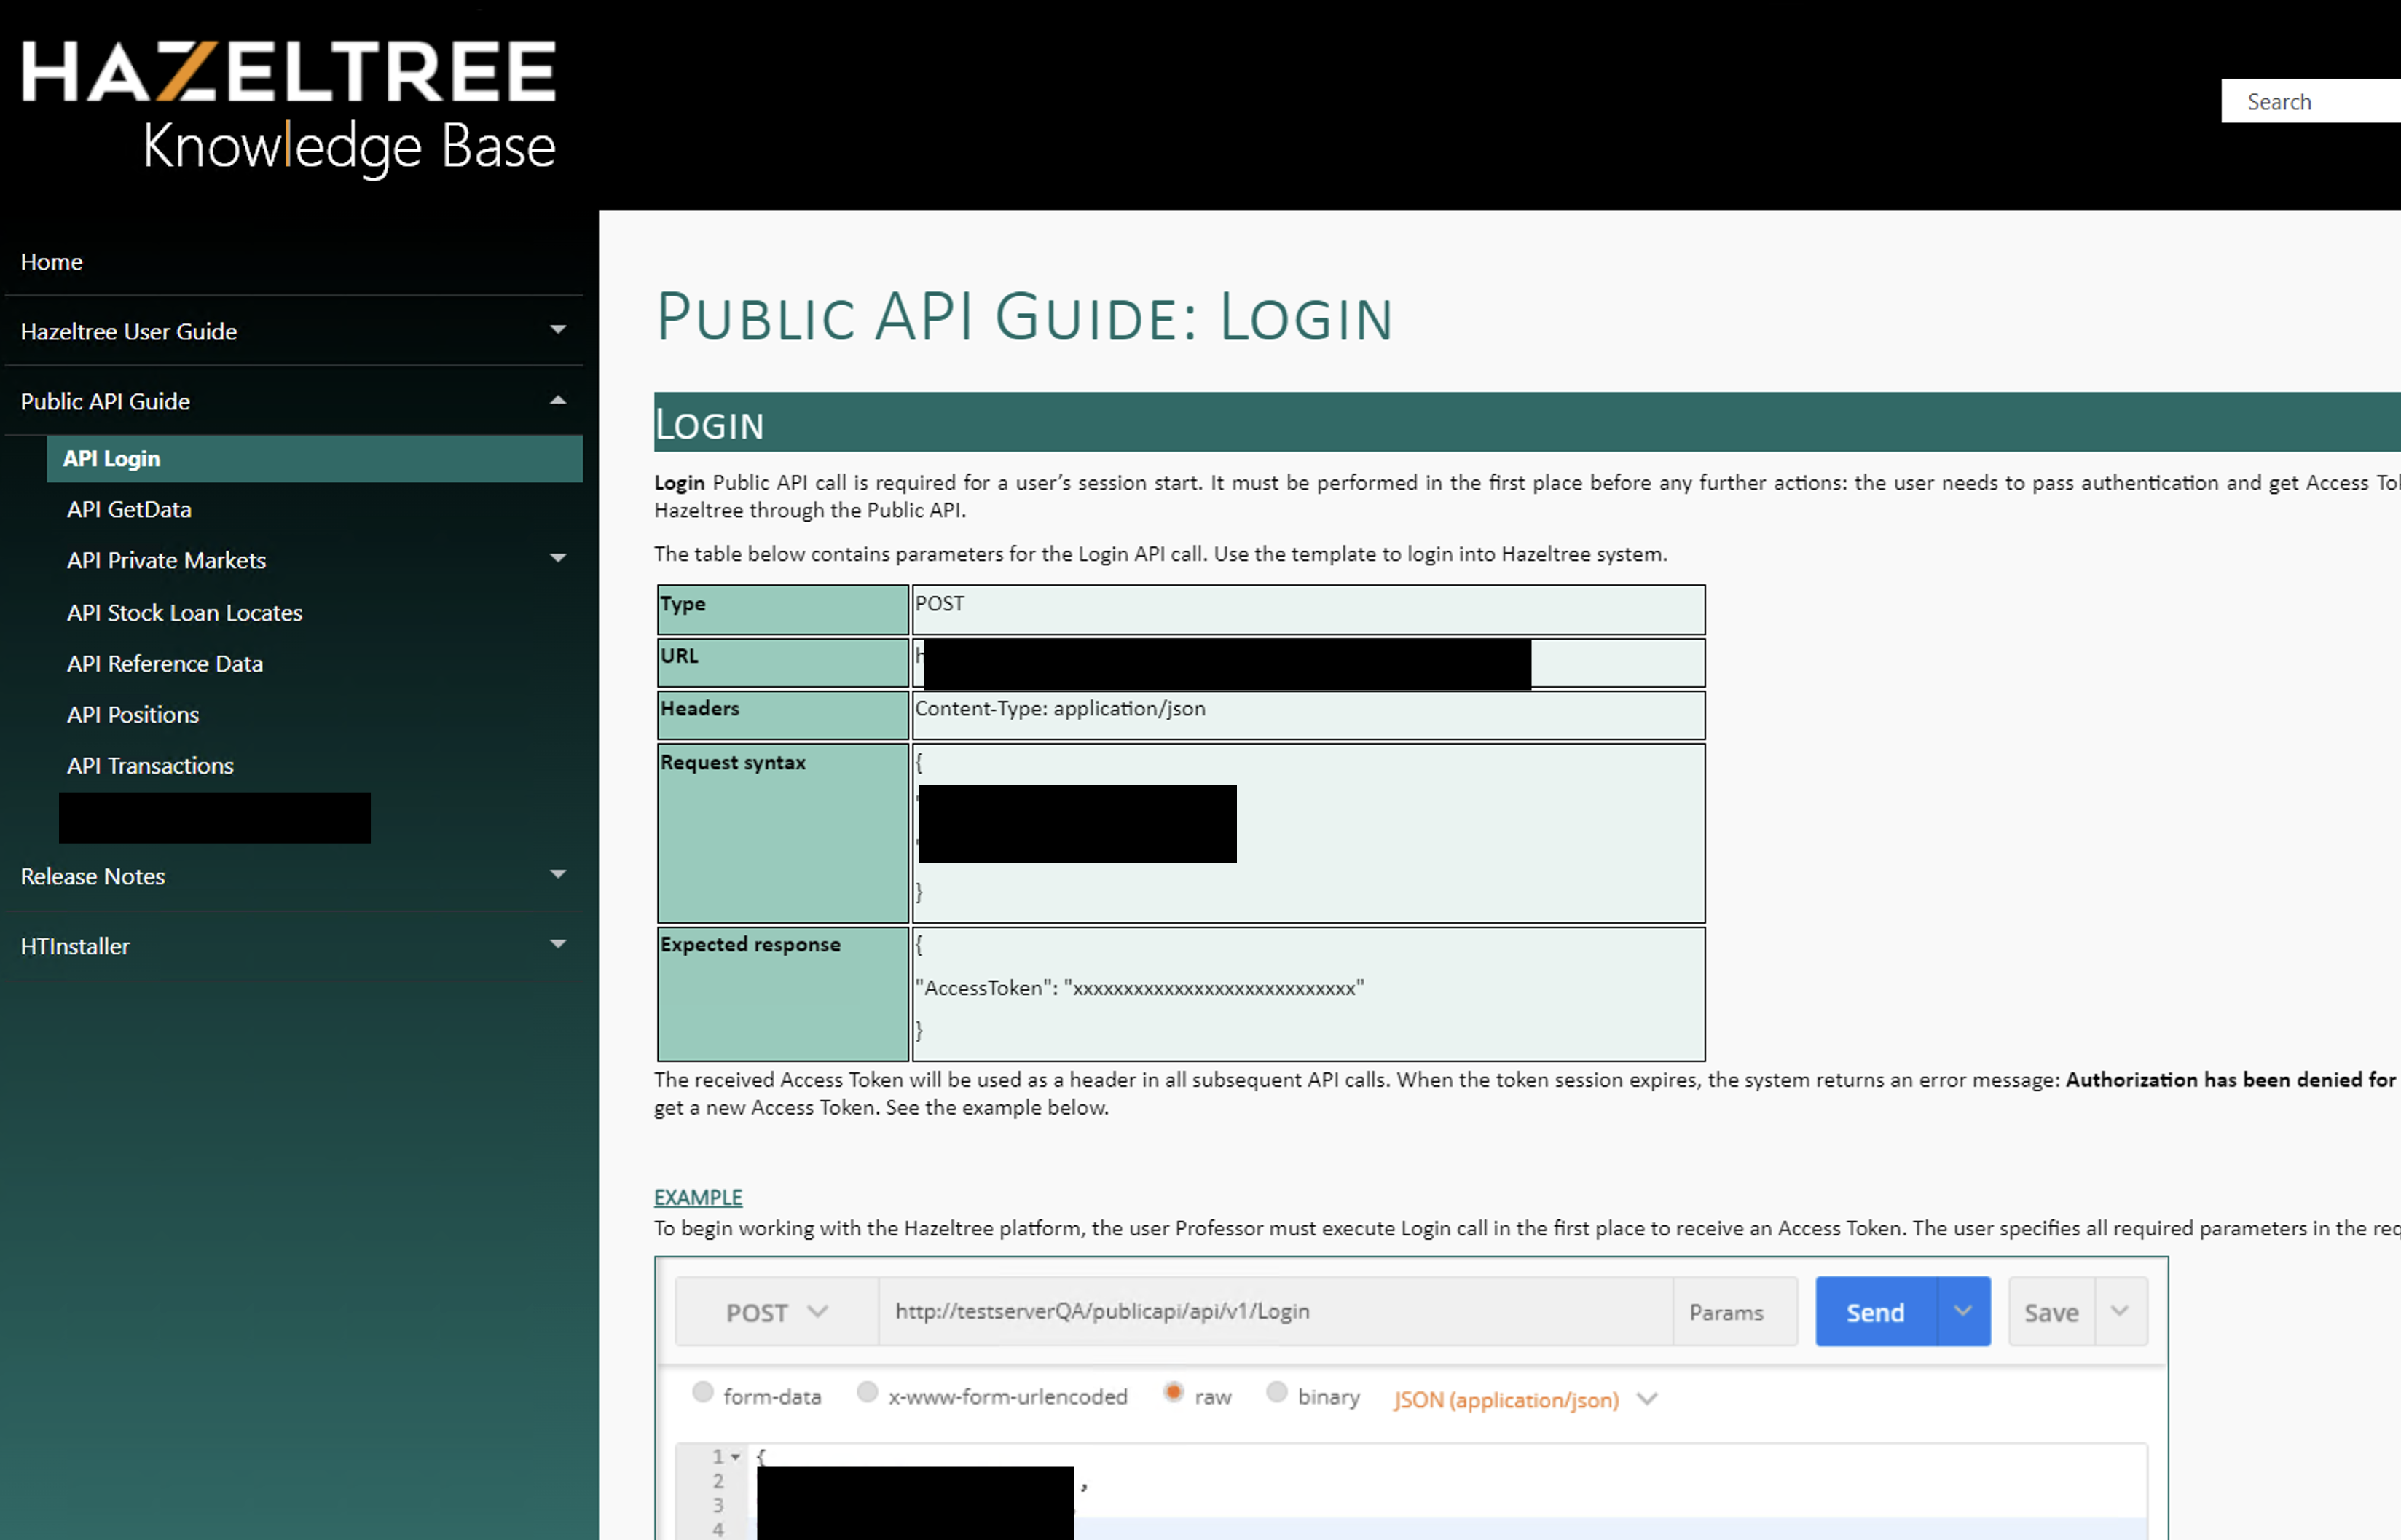 HAZELTREE
Knowledge Base
Search
Home
Hazeltree User Guide
Public API Guide
API Login
API GetData
API Private Markets
API Stock Loan Locates
API Reference Data
API Positions
API Transactions
Release Notes
HTInstaller
PUBLIC API GUIDE: LOGIN
LOGIN
Login Public API call is required for a user's session start. It must be performed in the first place before any further actions: the user needs to pass authentication and get Access
Hazeltree through the Public API.
The table below contains parameters for the Login API call. Use the template to login into Hazeltree system.
Type POST
URL
Headers Content-Type: application/json
Request syntax {
}
Expected response {
"AccessToken": "xxxxxxxxxxxxxxxxxxxxxxxxxxxx"
}
The received Access Token will be used as a header in all subsequent API calls. When the token session expires, the system returns an error message: Authorization has been denied for
get a new Access Token. See the example below.
EXAMPLE
To begin working with the Hazeltree platform, the user Professor must execute Login call in the first place to receive an Access Token. The user specifies all required parameters in the
POST http://testserverQA/publicapi/api/v1/Login Params Send Save
form-data x-www-form-urlencoded raw binary JSON (application/json)
1 {
2 ,
3
4